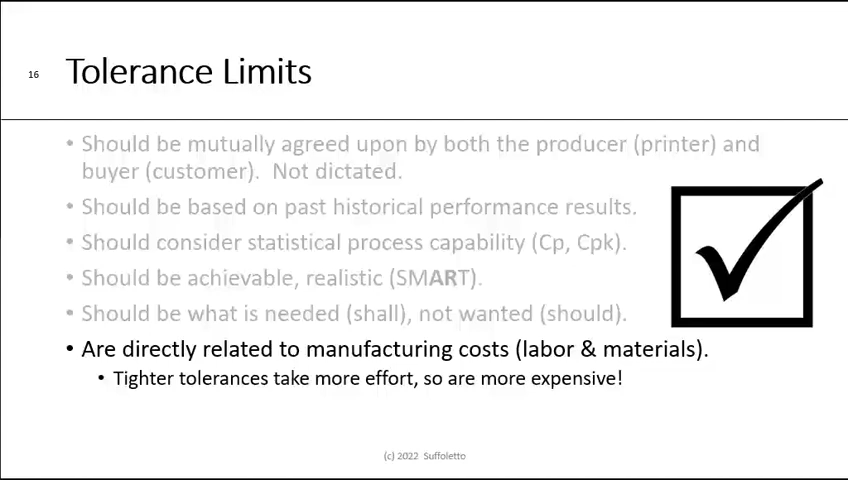 16
Tolerance Limits
• Should be mutually agreed upon by both the producer (printer) and
buyer (customer).  Not dictated.
• Should be based on past historical performance results.
• Should consider statistical process capability (Cp, Cpk).
• Should be achievable, realistic (SMART).
• Should be what is needed (shall), not wanted (should).
• Are directly related to manufacturing costs (labor & materials).
• Tighter tolerances take more effort, so are more expensive!
(c) 2022 Suffoletto